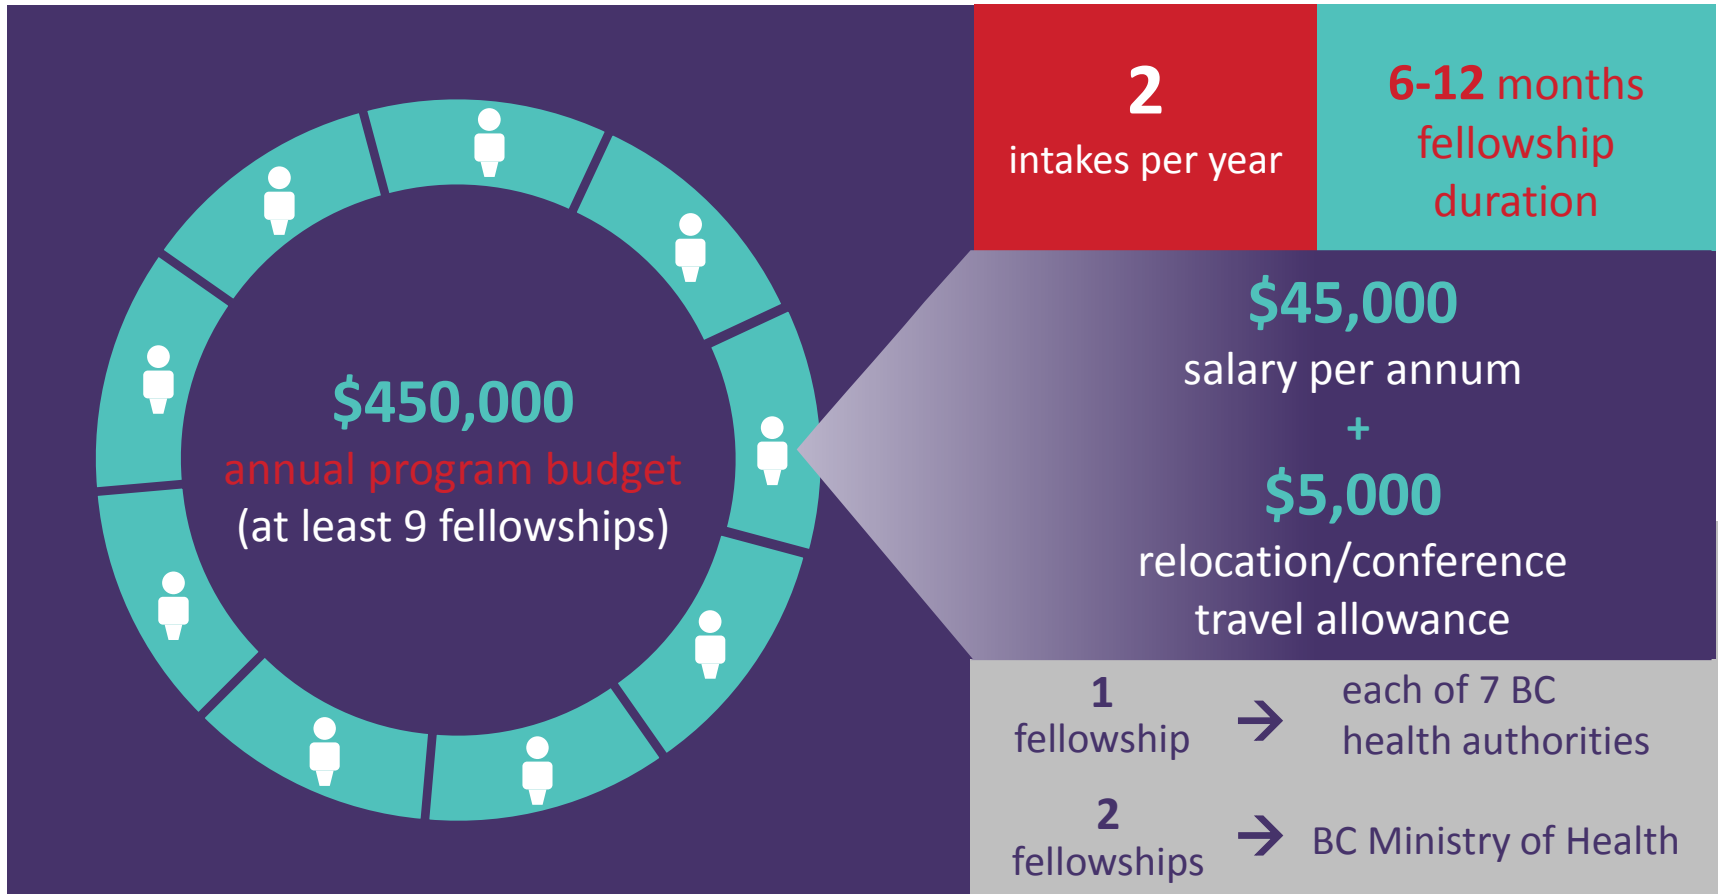 $450,000
annual program budget
(at least 9 fellowships)
2
intakes per year
6-12 months
fellowship
duration
$45,000
salary per annum
+
$5,000
relocation/conference
travel allowance
1
fellowship
→
each of 7 BC
health authorities
2
fellowships
→
BC Ministry of Health